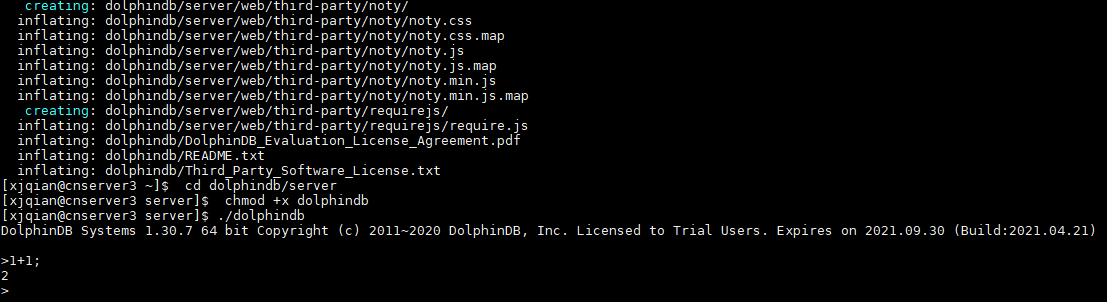 creating: dolphindb/server/web/third-party/noty/
inflating: dolphindb/server/web/third-party/noty/noty.css
inflating: dolphindb/server/web/third-party/noty/noty.css.map
inflating: dolphindb/server/web/third-party/noty/noty.js
inflating: dolphindb/server/web/third-party/noty/noty.js.map
inflating: dolphindb/server/web/third-party/noty/noty.min.js
inflating: dolphindb/server/web/third-party/noty/noty.min.js.map
creating: dolphindb/server/web/third-party/requirejs/
inflating: dolphindb/server/web/third-party/requirejs/require.js
inflating: dolphindb/DolphinDB_Evaluation_License_Agreement.pdf
inflating: dolphindb/README.txt
inflating: dolphindb/Third_Party_Software_License.txt
[xjqian@cnserver3 ~]$  cd dolphindb/server
[xjqian@cnserver3 server]$  chmod +x dolphindb
[xjqian@cnserver3 server]$ ./dolphindb
DolphinDB Systems 1.30.7 64 bit Copyright (c) 2011~2020 DolphinDB, Inc. Licensed to Trial Users. Expires on 2021.09.30 (Build:2021.04.21)
>1+1;
2
>